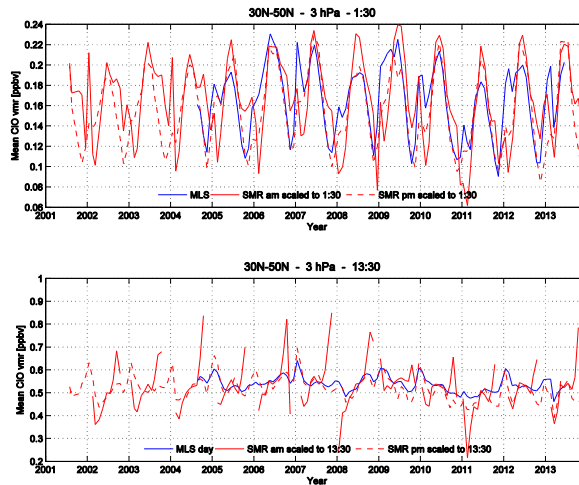 30N-50N - 3 hPa - 1:30
0.24
0.22
0.2
0.18
0.16
0.14
0.12
0.1
0.08
0.06
Mean ClO vmr [ppbv]
MLS SMR am scaled to 1:30 SMR pm scaled to 1:30
2001 2002 2003 2004 2005 2006 2007 2008 2009 2010 2011 2012 2013
Year
30N-50N - 3 hPa - 13:30
1
0.9
0.8
0.7
0.6
0.5
0.4
0.3
0.2
Mean ClO vmr [ppbv]
MLS day SMR am scaled to 13:30 SMR pm scaled to 13:30
2001 2002 2003 2004 2005 2006 2007 2008 2009 2010 2011 2012 2013
Year